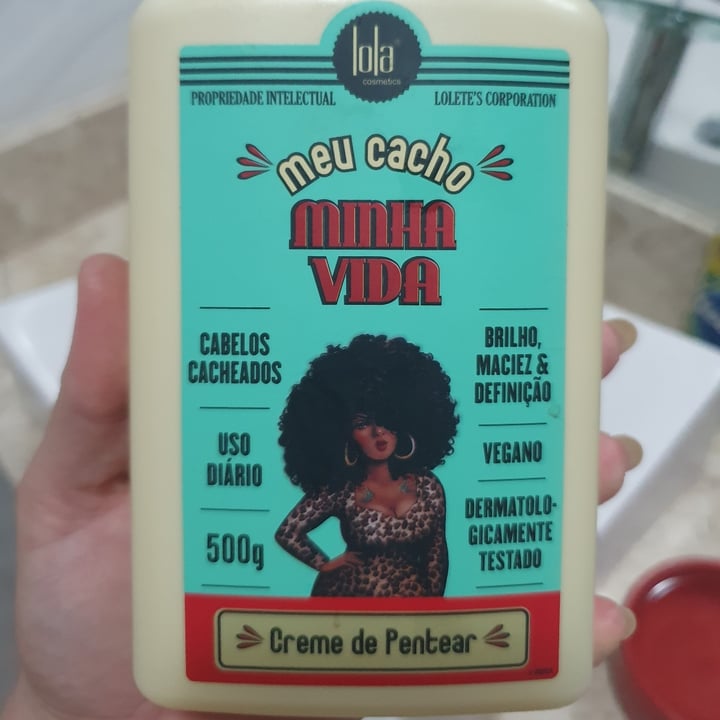 lola
cosmetics
PROPRIEDADE INTELECTUAL
LOLETE'S CORPORATION
meu cacho
MINHA
VIDA
CABELOS
CACHEADOS
USO
DIÁRIO
500g
BRILHO,
MACIEZ &
DEFINIÇÃO
VEGANO
DERMATOLO-
GICAMENTE
TESTADO
Creme de Pentear